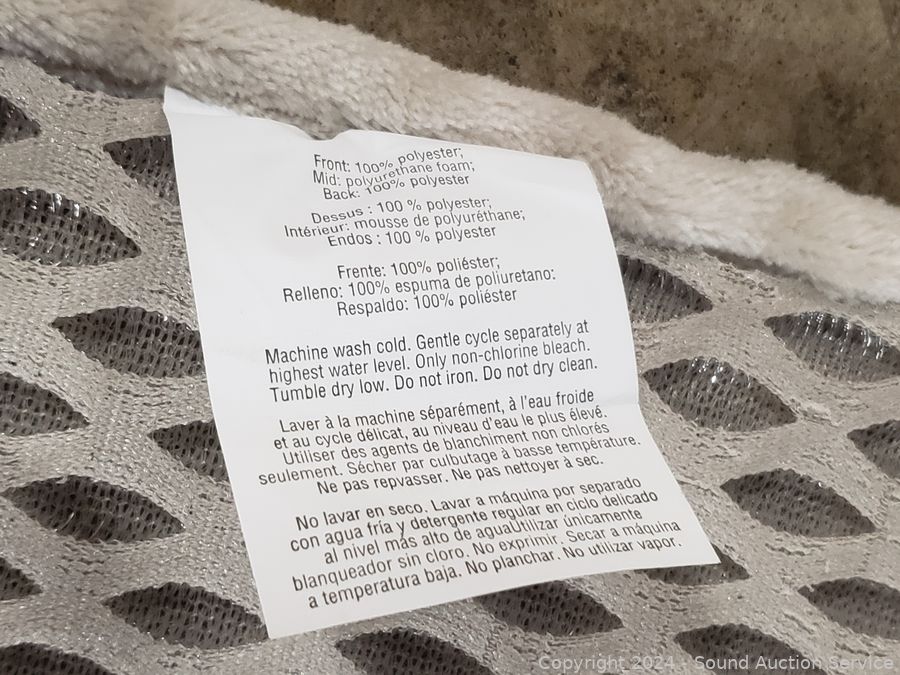 Front: 100% polyester;
Mid: polyurethane foam;
Back: 100% polyester
Dessus : 100 % polyester;
Intérieur: mousse de polyuréthane;
Endos : 100 % polyester
Frente: 100% poliéster;
Relleno: 100% espuma de poliuretano:
Respaldo: 100% poliéster
Machine wash cold. Gentle cycle separately at
highest water level. Only non-chlorine bleach.
Tumble dry low. Do not iron. Do not dry clean.
Laver à la machine séparément, à l'eau froide
et au cycle délicat, au niveau d'eau le plus élevé.
Utiliser des agents de blanchiment non chlorés
seulement. Sécher par culbutage à basse température.
Ne pas repvasser. Ne pas nettoyer à sec.
No lavar en seco. Lavar a máquina por separado
con agua fría y detergente regular en ciclo delicado
al nivel más alto de aguaUtilizar únicamente
blanqueador sin cloro. No exprimir. Secar a máquina
a temperatura baja. No planchar. No utilizar vapor.
Copyright 2024 - Sound Auction Service